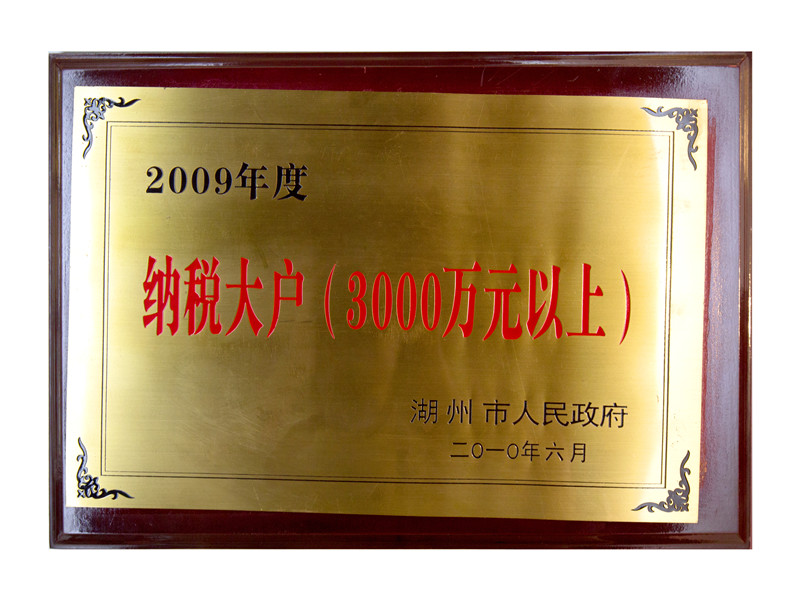 2009年度
纳税大户（3000万元以上）
湖州市人民政府
二〇一〇年六月